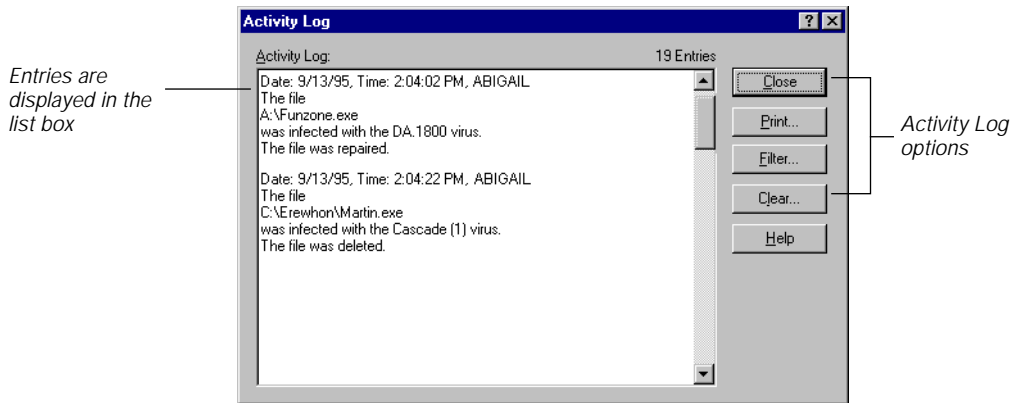 Activity Log
Activity Log:
19 Entries
Entries are
displayed in the
list box
Date: 9/13/95, Time: 2:04:02 PM, ABIGAIL
The file
A:\Funzone.exe
was infected with the DA.1800 virus.
The file was repaired.
Date: 9/13/95, Time: 2:04:22 PM, ABIGAIL
The file
C:\Erewhon\Martin.exe
was infected with the Cascade (1) virus.
The file was deleted.
Close
Print...
Filter...
Clear...
Help
Activity Log
options